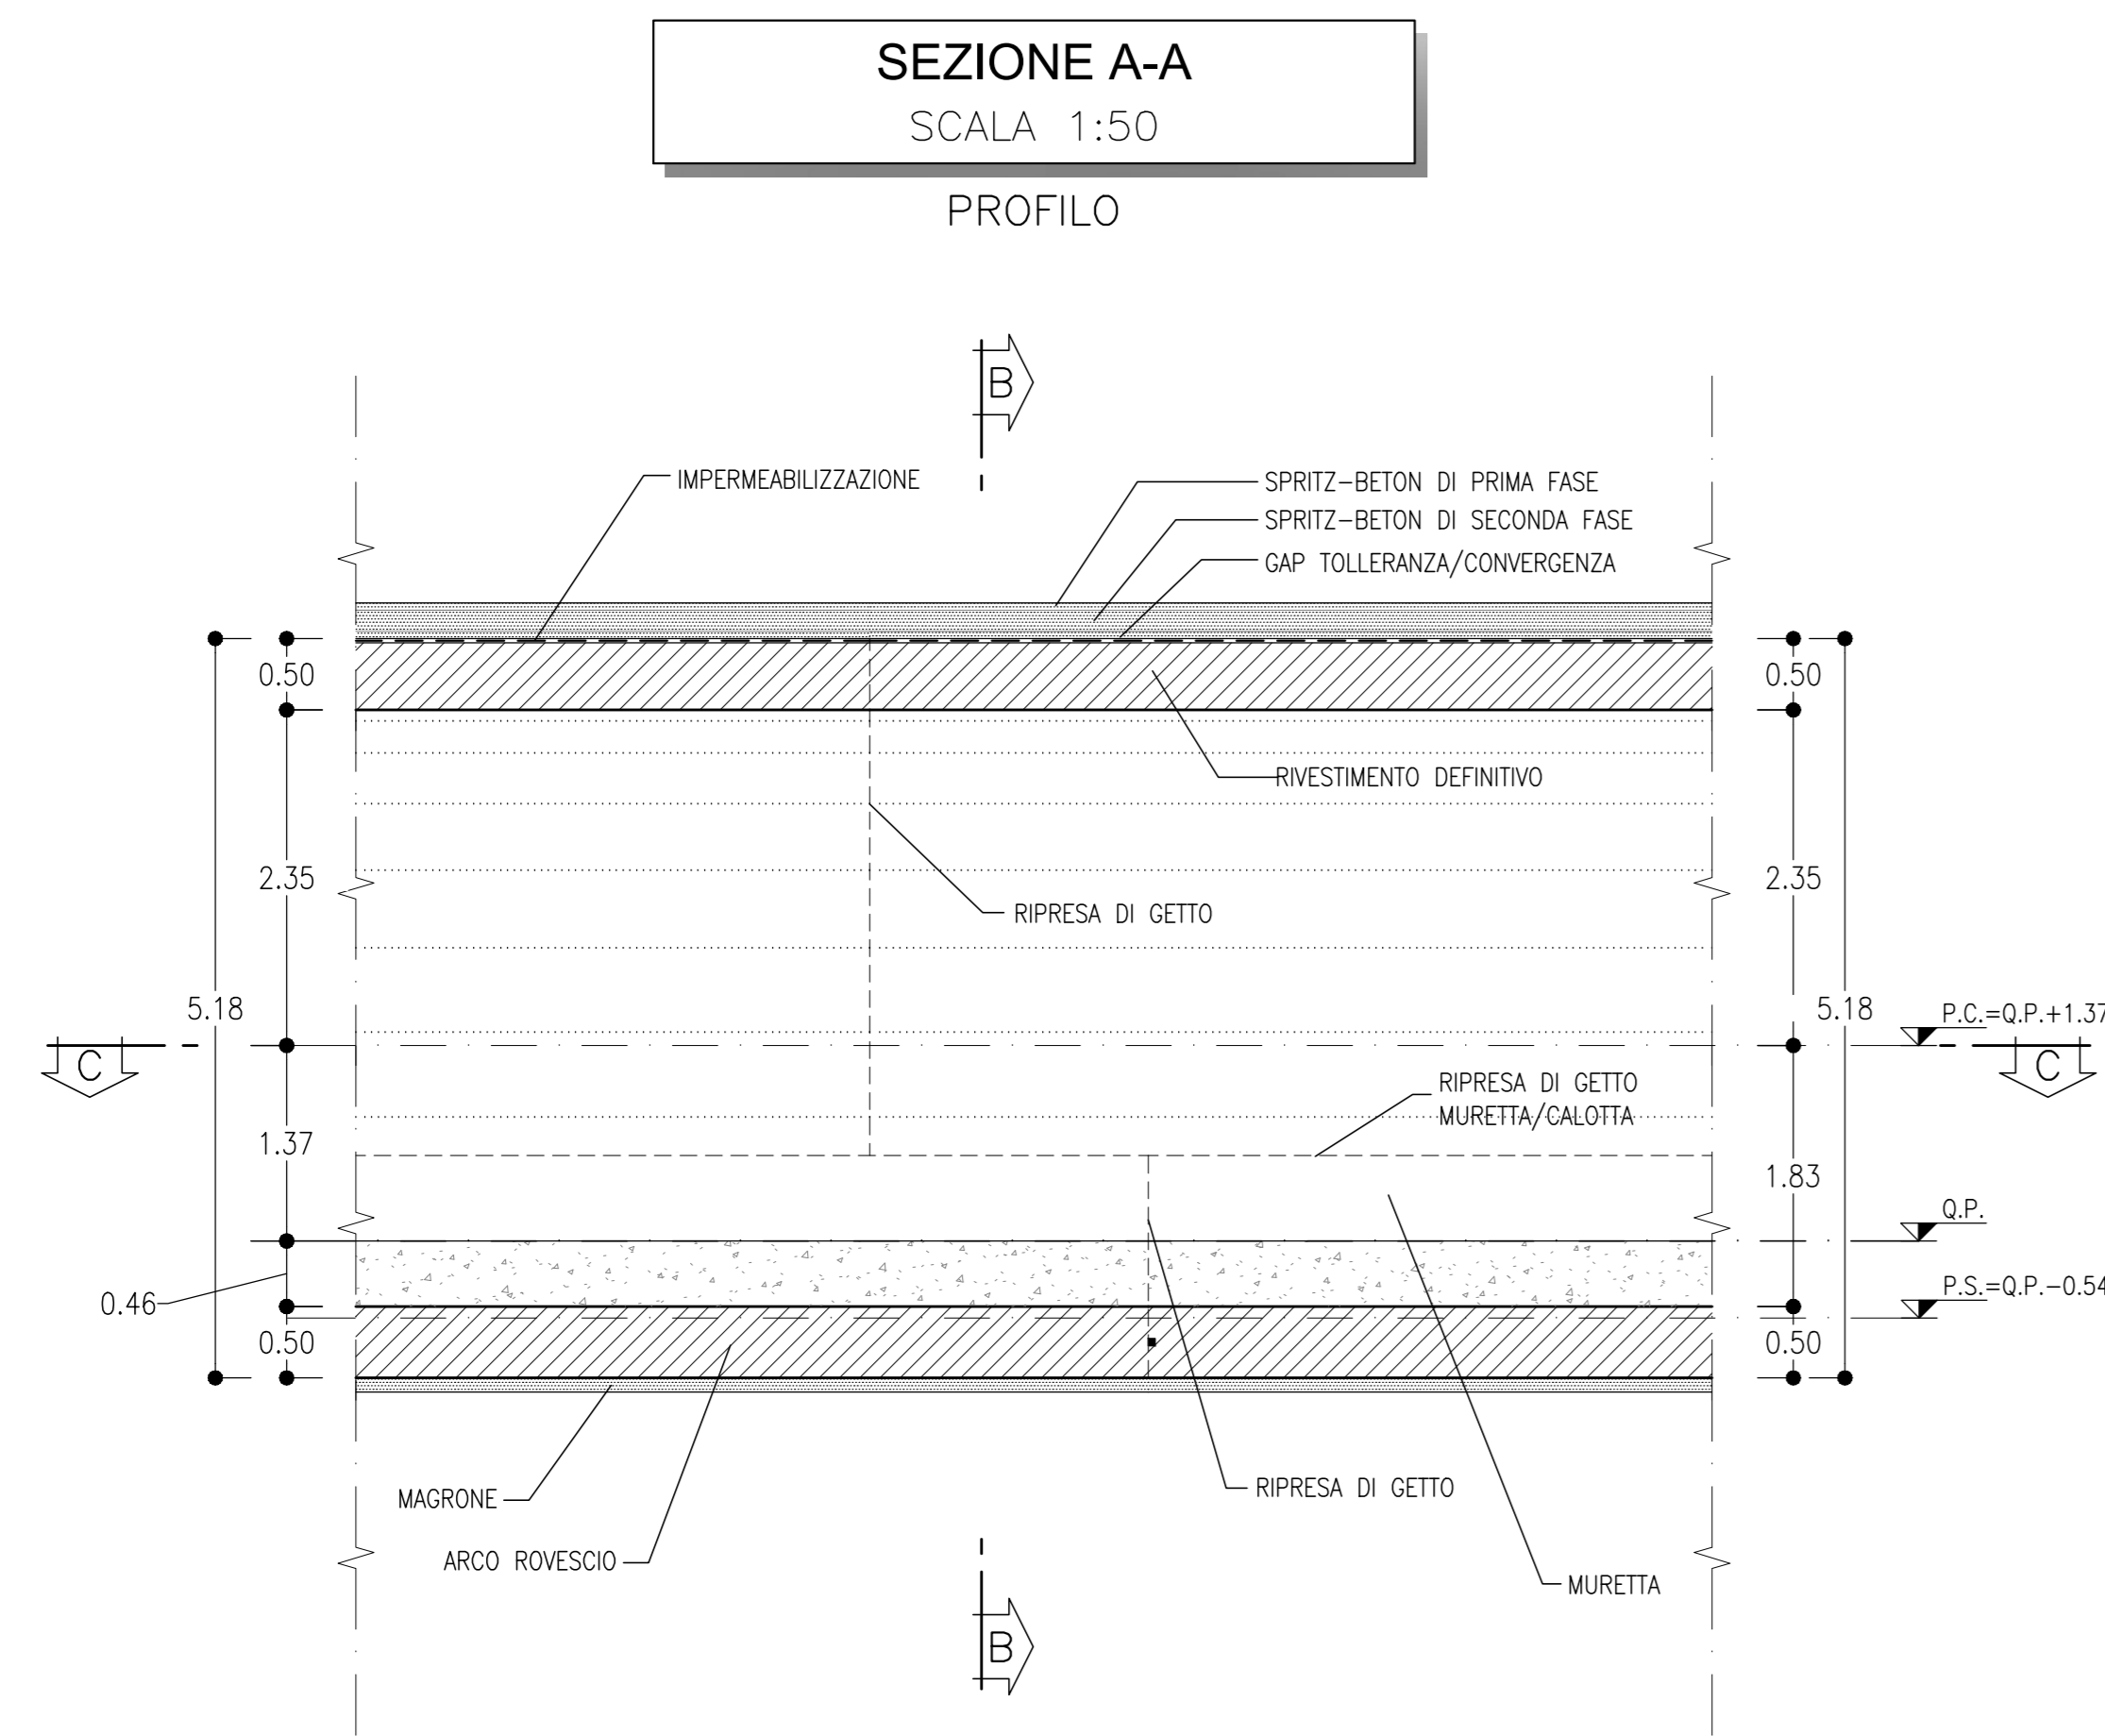 SEZIONE A-A
SCALA 1:50
PROFILO
B
IMPERMEABILIZZAZIONE
SPRITZ-BETON DI PRIMA FASE
SPRITZ-BETON DI SECONDA FASE
GAP TOLLERANZA/CONVERGENZA
0.50
0.50
RIVESTIMENTO DEFINITIVO
2.35
2.35
RIPRESA DI GETTO
5.18
5.18
P.C.=Q.P.+1.37
C
C
RIPRESA DI GETTO
MURETTA/CALOTTA
1.37
1.83
Q.P.
0.46
P.S.=Q.P.-0.54
0.50
0.50
MAGRONE
RIPRESA DI GETTO
ARCO ROVESCIO
MURETTA
B